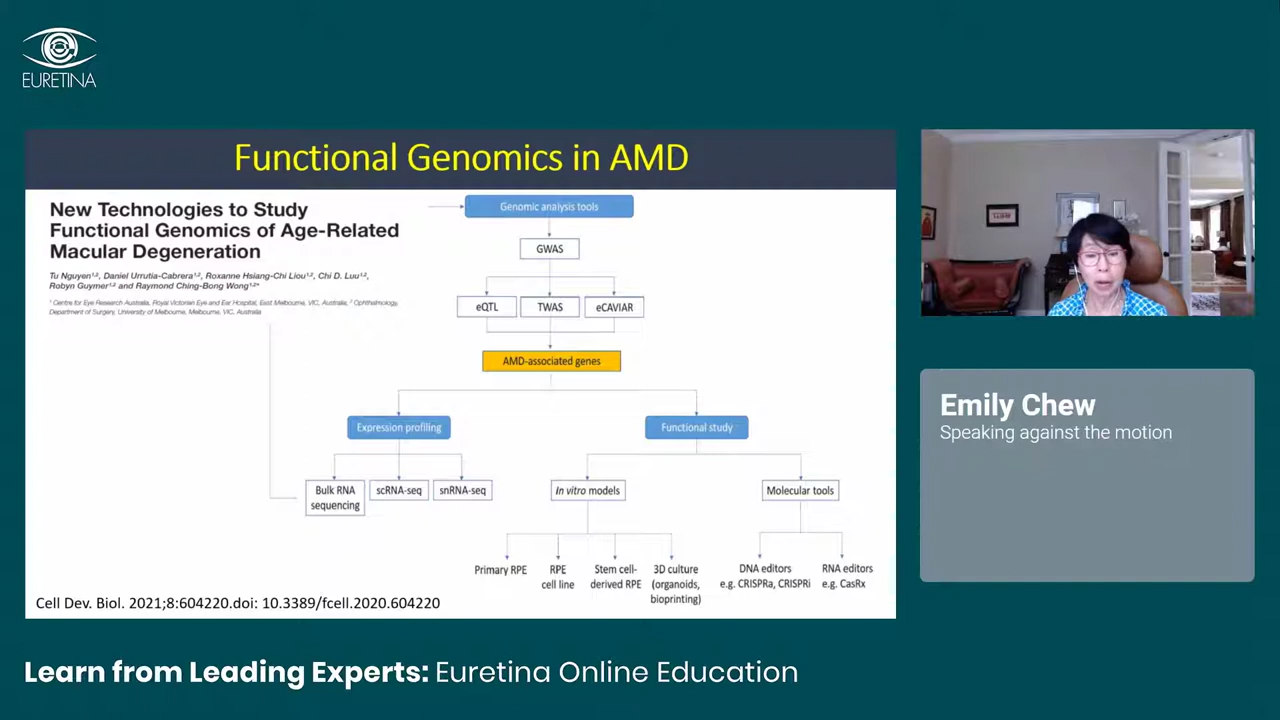 EURETINA
Functional Genomics in AMD
New Technologies to Study
Functional Genomics of Age-Related
Macular Degeneration
Tu Nguyen1,2, Daniel Urrutia-Cabrera1,2, Roxanne Hsiang-Chi Liou1,2, Chi D. Luu1,2,
Robyn Guymer1,2 and Raymond Ching-Bong Wong1,2*
1 Centre for Eye Research Australia, Royal Victorian Eye and Ear Hospital, East Melbourne, VIC, Australia, 2 Ophthalmology,
Department of Surgery, University of Melbourne, Melbourne, VIC, Australia
Genomic analysis tools
GWAS
eQTL
TWAS
eCAVIAR
AMD-associated genes
Expression profiling
Functional study
Bulk RNA
sequencing
scRNA-seq
snRNA-seq
In vitro models
Molecular tools
Primary RPE
RPE
cell line
Stem cell-
derived RPE
3D culture
(organoids,
bioprinting)
DNA editors
e.g. CRISPRa, CRISPRi
RNA editors
e.g. CasRx
Cell Dev. Biol. 2021;8:604220.doi: 10.3389/fcell.2020.604220
Emily Chew
Speaking against the motion
Learn from Leading Experts: Euretina Online Education